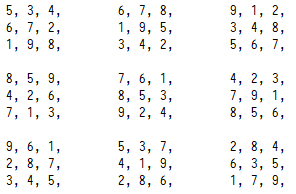 5, 3, 4, 6, 7, 8, 9, 1, 2,
6, 7, 2, 1, 9, 5, 3, 4, 8,
1, 9, 8, 3, 4, 2, 5, 6, 7,
8, 5, 9, 7, 6, 1, 4, 2, 3,
4, 2, 6, 8, 5, 3, 7, 9, 1,
7, 1, 3, 9, 2, 4, 8, 5, 6,
9, 6, 1, 5, 3, 7, 2, 8, 4,
2, 8, 7, 4, 1, 9, 6, 3, 5,
3, 4, 5, 2, 8, 6, 1, 7, 9,